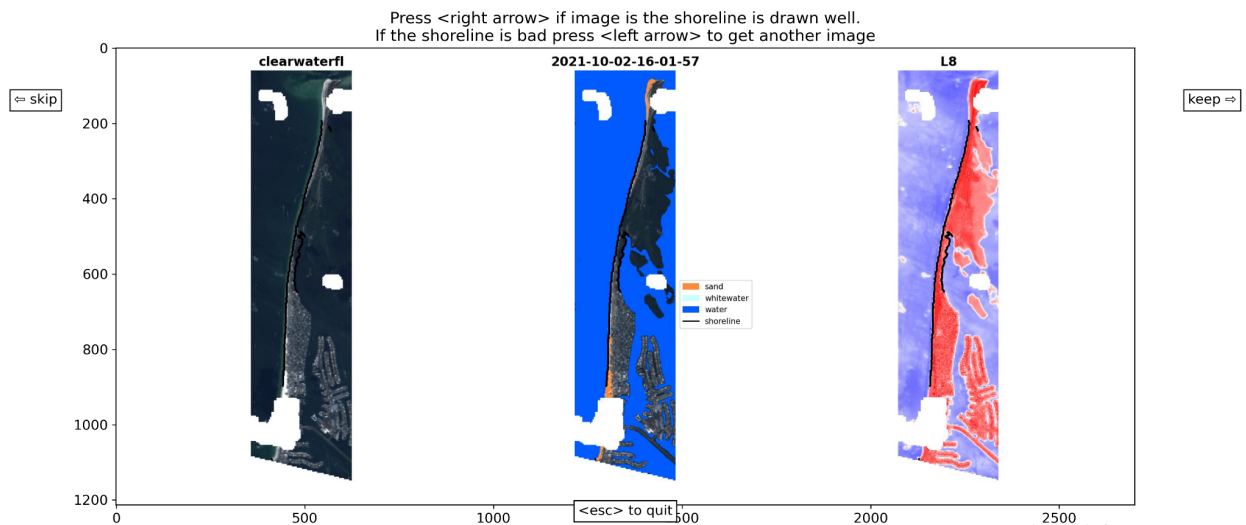 Press <right arrow> if image is the shoreline is drawn well.
If the shoreline is bad press <left arrow> to get another image
clearwaterfl
2021-10-02-16-01-57
L8
⇦ skip
keep ⇨
0
200
400
600
800
1000
1200
sand
whitewater
water
shoreline
0
500
1000
500
2000
2500
<esc> to quit